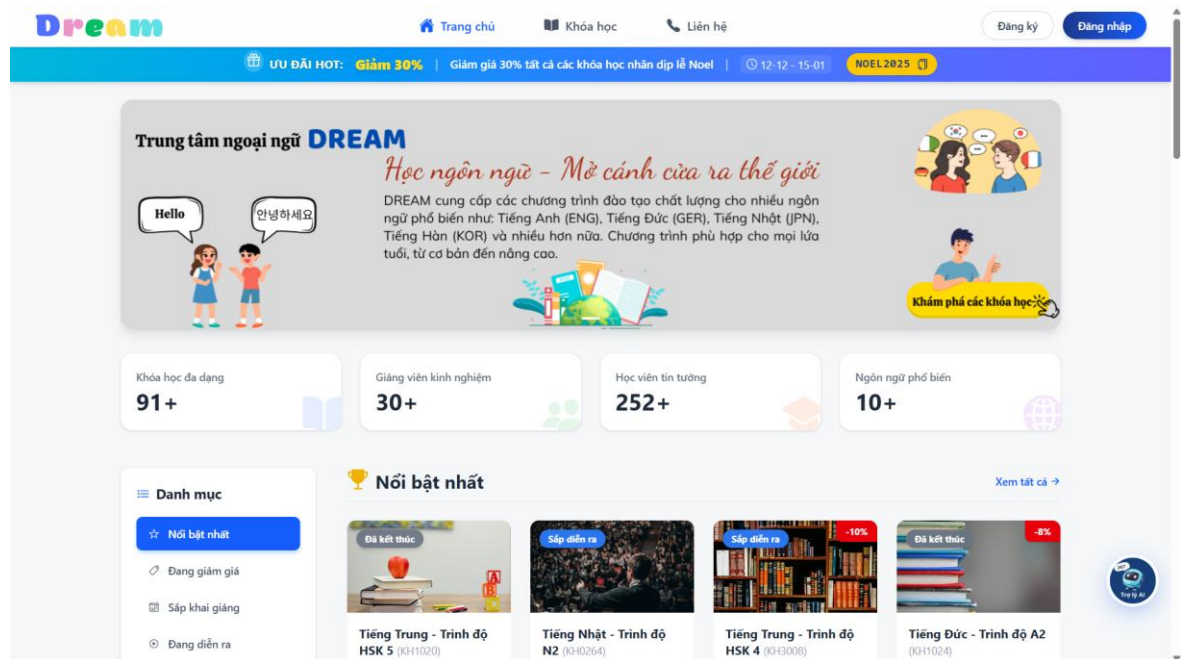 Dream
Trang chủ
Khóa học
Liên hệ
Đăng ký
Đăng nhập
ƯU ĐÃI HOT: Giảm 30% | Giảm giá 30% tất cả các khóa học nhân dịp lễ Noel | 12-12 - 15-01 NOEL2025
Trung tâm ngoại ngữ DREAM
Học ngôn ngữ - Mở cánh cửa ra thế giới
DREAM cung cấp các chương trình đào tạo chất lượng cho nhiều ngôn
ngữ phổ biến như: Tiếng Anh (ENG), Tiếng Đức (GER), Tiếng Nhật (JPN),
Tiếng Hàn (KOR) và nhiều hơn nữa. Chương trình phù hợp cho mọi lứa
tuổi, từ cơ bản đến nâng cao.
Hello
안녕하세요
Khám phá các khóa học
Khóa học đa dạng
91+
Giảng viên kinh nghiệm
30+
Học viên tin tưởng
252+
Ngôn ngữ phổ biến
10+
Danh mục
Nổi bật nhất
Đang giảm giá
Sắp khai giảng
Đang diễn ra
Nổi bật nhất
Xem tất cả →
Đã kết thúc
Tiếng Trung - Trình độ
HSK 5 (KH1020)
Sắp diễn ra
Tiếng Nhật - Trình độ
N2 (KH0264)
Sắp diễn ra
-10%
Tiếng Trung - Trình độ
HSK 4 (KH3008)
Đã kết thúc
-8%
Tiếng Đức - Trình độ A2
(KH1024)
Trợ lý AI